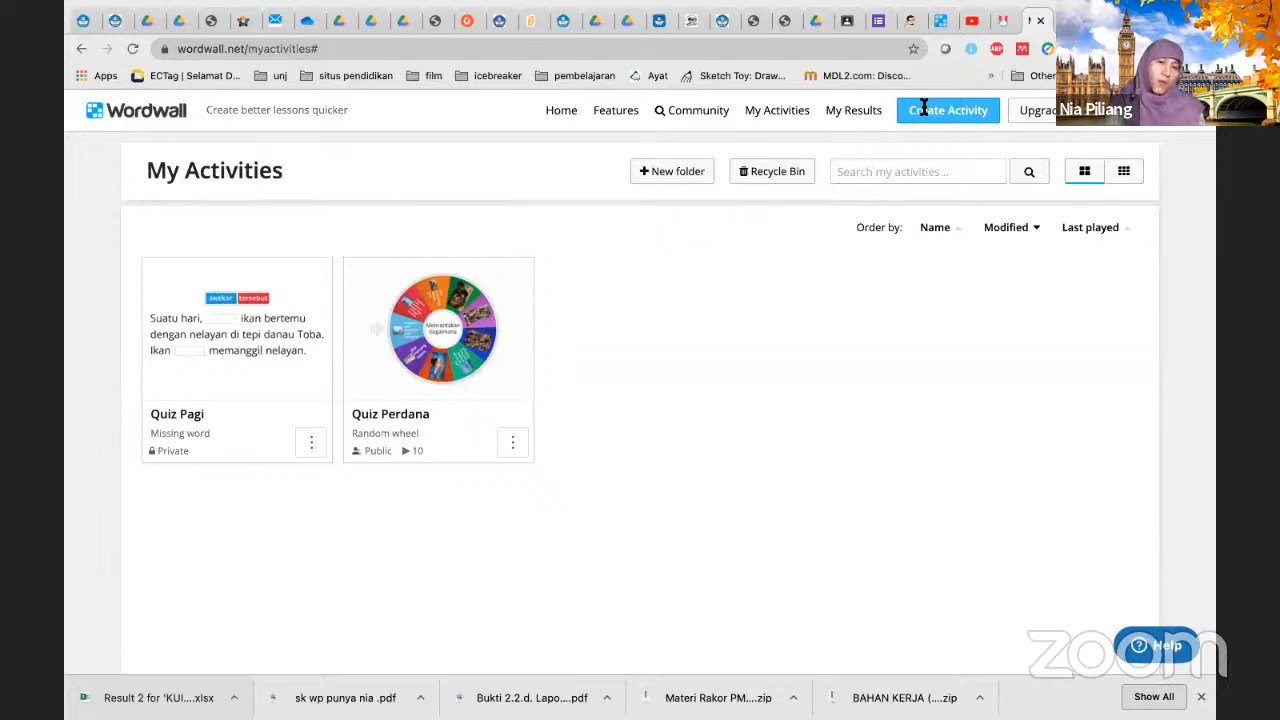 wordwall.net/myactivities#
Apps ECTag | Selamat D... unj situs pendidikan film icebreaker pembelajaran Ayat Sketch Toy: Draw... MDL2.com: Disco... » Othe
Wordwall Create better lessons quicker Home Features Community My Activities My Results Create Activity Upgra
Nia Piliang
My Activities + New folder Recycle Bin Search my activities...
Order by: Name Modified Last played
seekor tersebut
Suatu hari, ikan bertemu
dengan nelayan di tepi danau Toba.
Ikan memanggil nelayan.
Quiz Pagi
Missing word
Private
Quiz Perdana
Random wheel
Public 10
Help
zoom
Result 2 for 'KUI....xlsx sk wp punya nia .pdf Bukti 2.2.d. Lapo....pdf Materi Rakor PM....zip BAHAN KERJA (....zip Show All